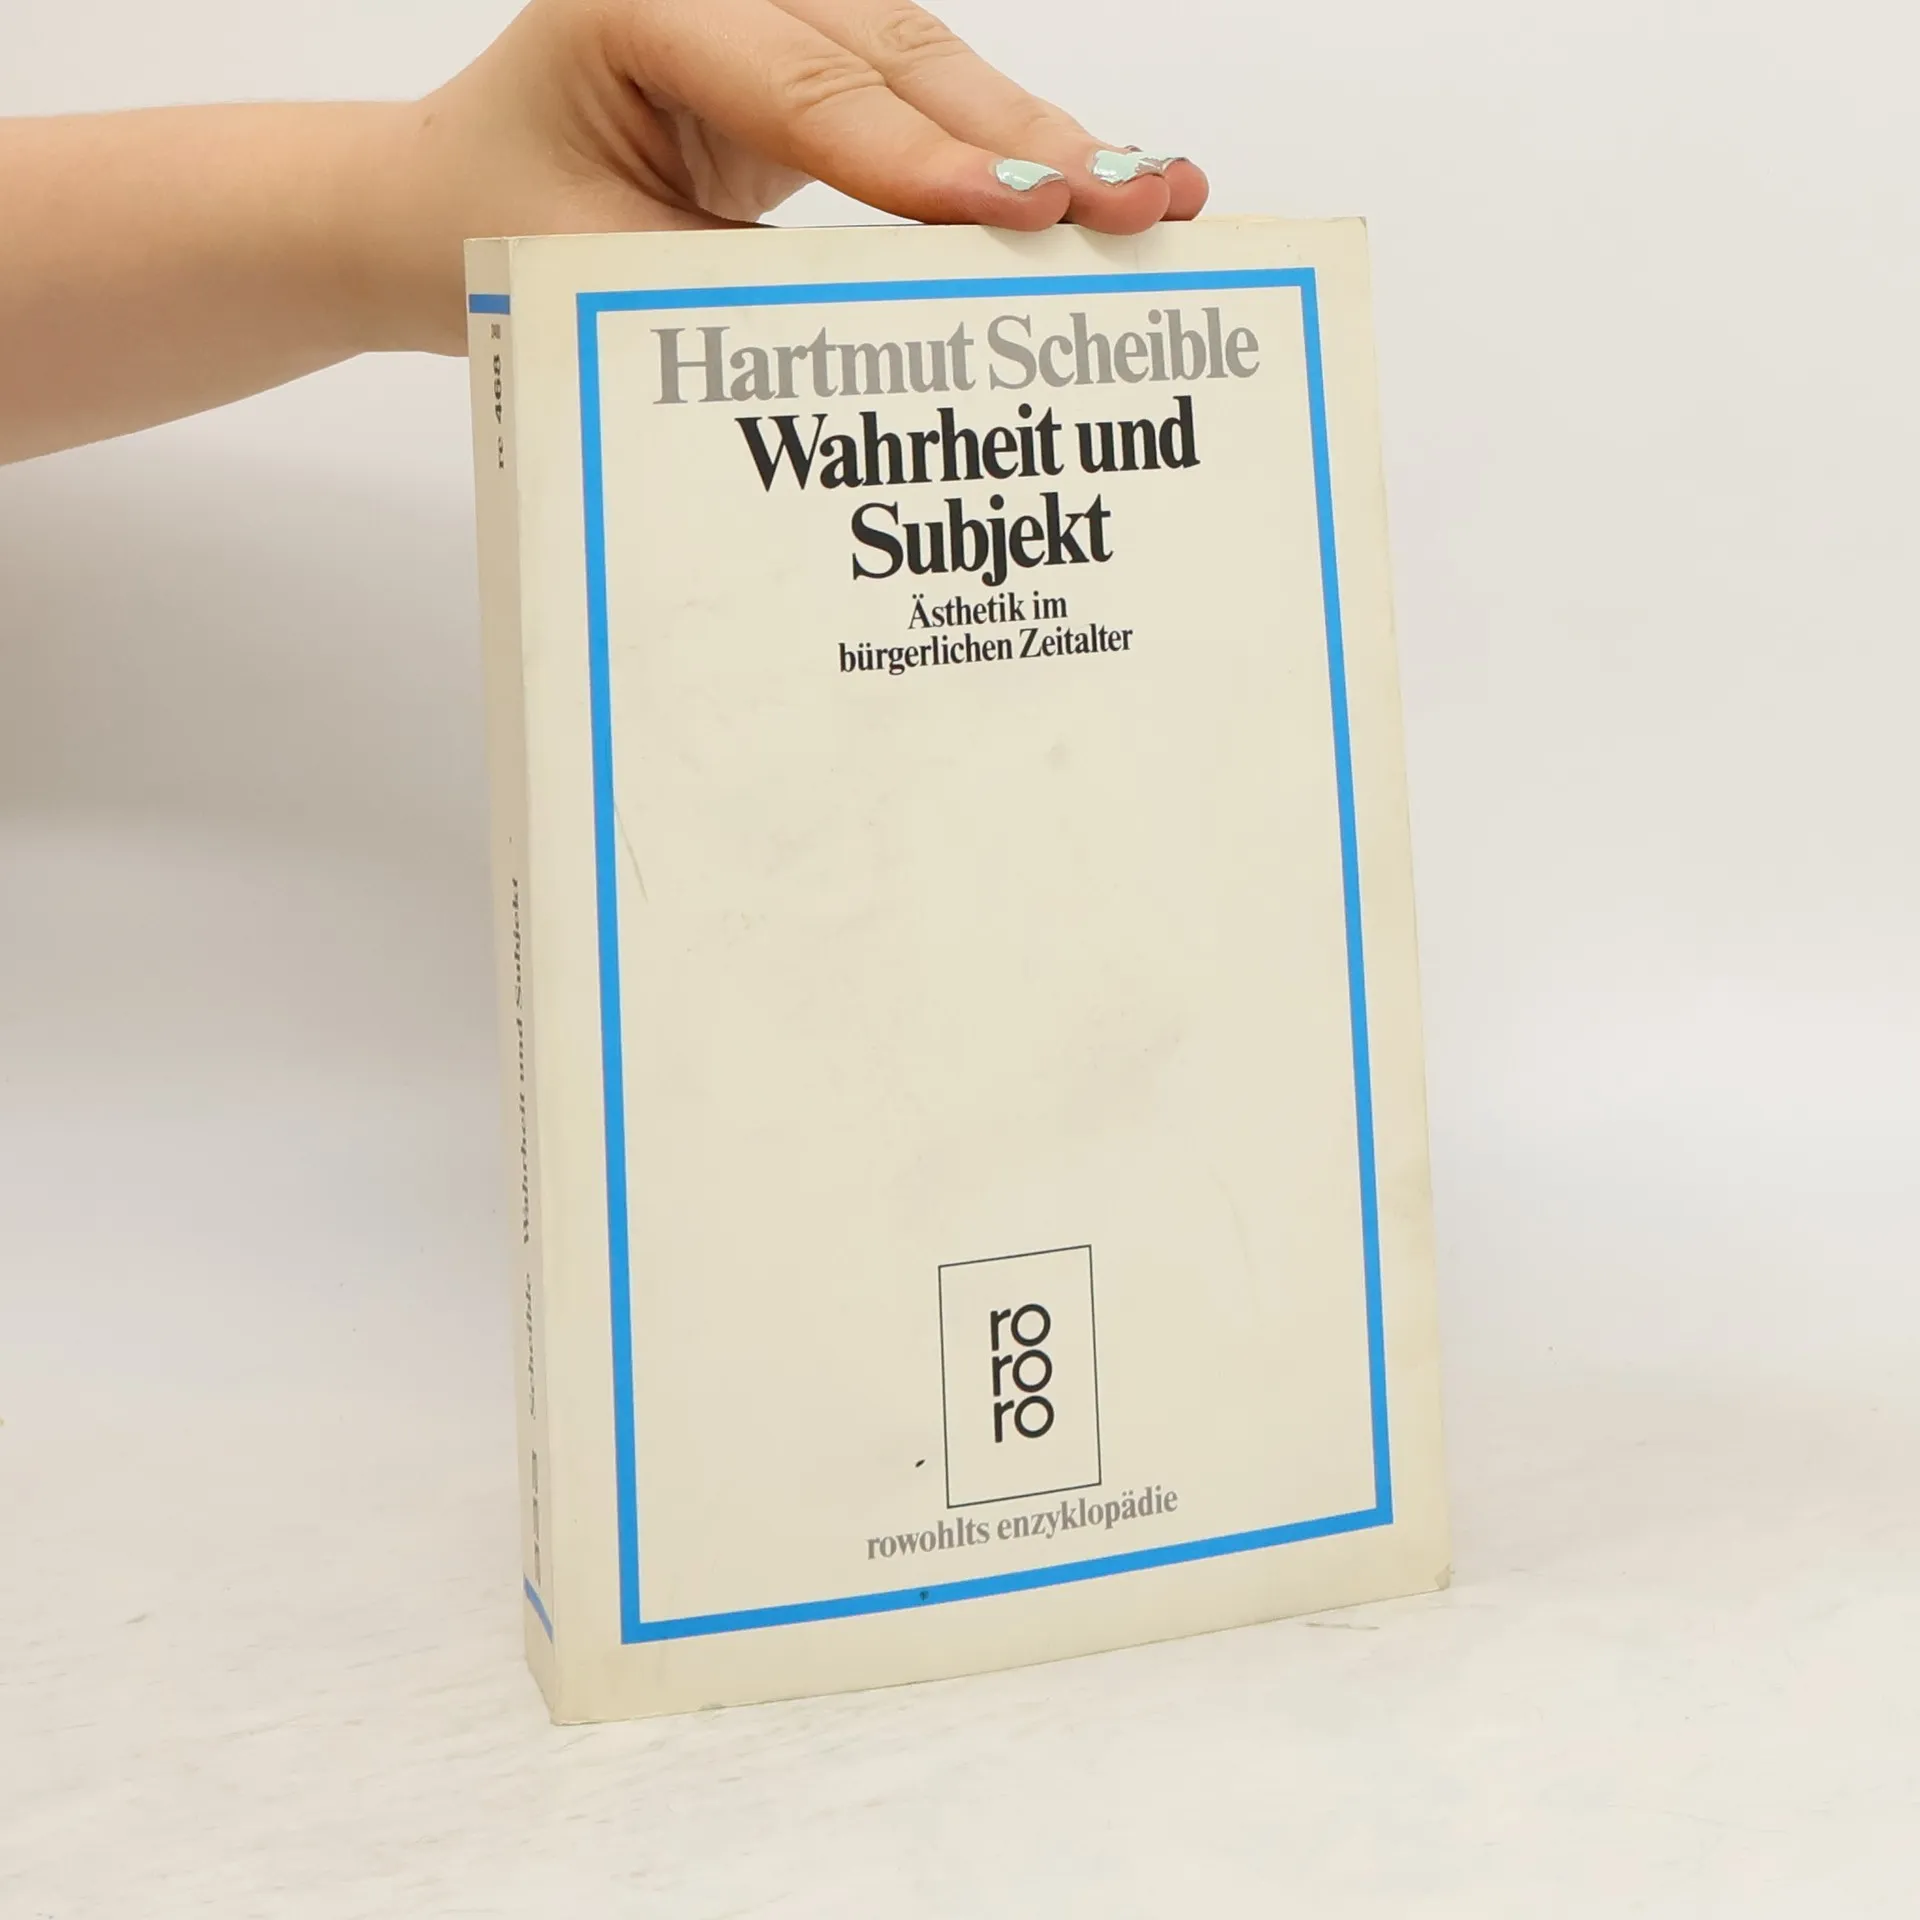 Hartmut Scheible
Wahrheit und
Subjekt
Ästhetik im
bürgerlichen Zeitalter
ro
ro
ro
rowohlts enzyklopädie
Scheible Wahrheit und Subjekt
re 468